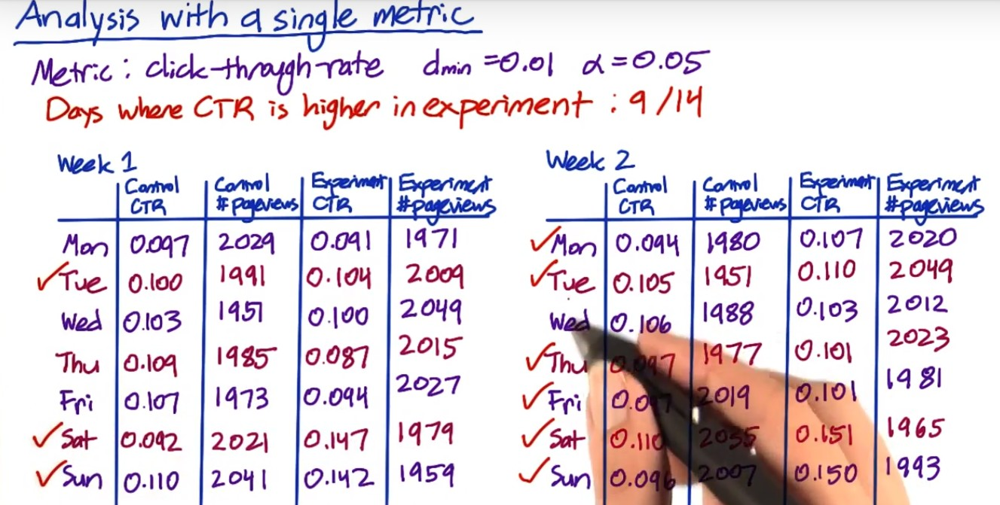 Analysis with a single metric
Metric: click-through-rate dmin =0.01 α=0.05
Days where CTR is higher in experiment : 9/14
Week 1
Control CTR Control #pageviews Experiment CTR Experiment #pageviews
Mon 0.097 2029 0.091 1971
✓Tue 0.100 1991 0.104 2009
Wed 0.103 1951 0.100 2049
Thu 0.109 1985 0.087 2015
Fri 0.107 1973 0.094 2027
✓Sat 0.092 2021 0.147 1979
✓Sun 0.110 2041 0.142 1959
Week 2
Control CTR Control #pageviews Experiment CTR Experiment #pageviews
✓Mon 0.094 1980 0.107 2020
✓Tue 0.105 1951 0.110 2049
Wed 0.106 1988 0.103 2012
✓Thu 0.097 1977 0.101 2023
✓Fri 2019 0.101 1981
✓Sat 0.110 0.151 1965
✓Sun 0.096 2007 0.150 1993